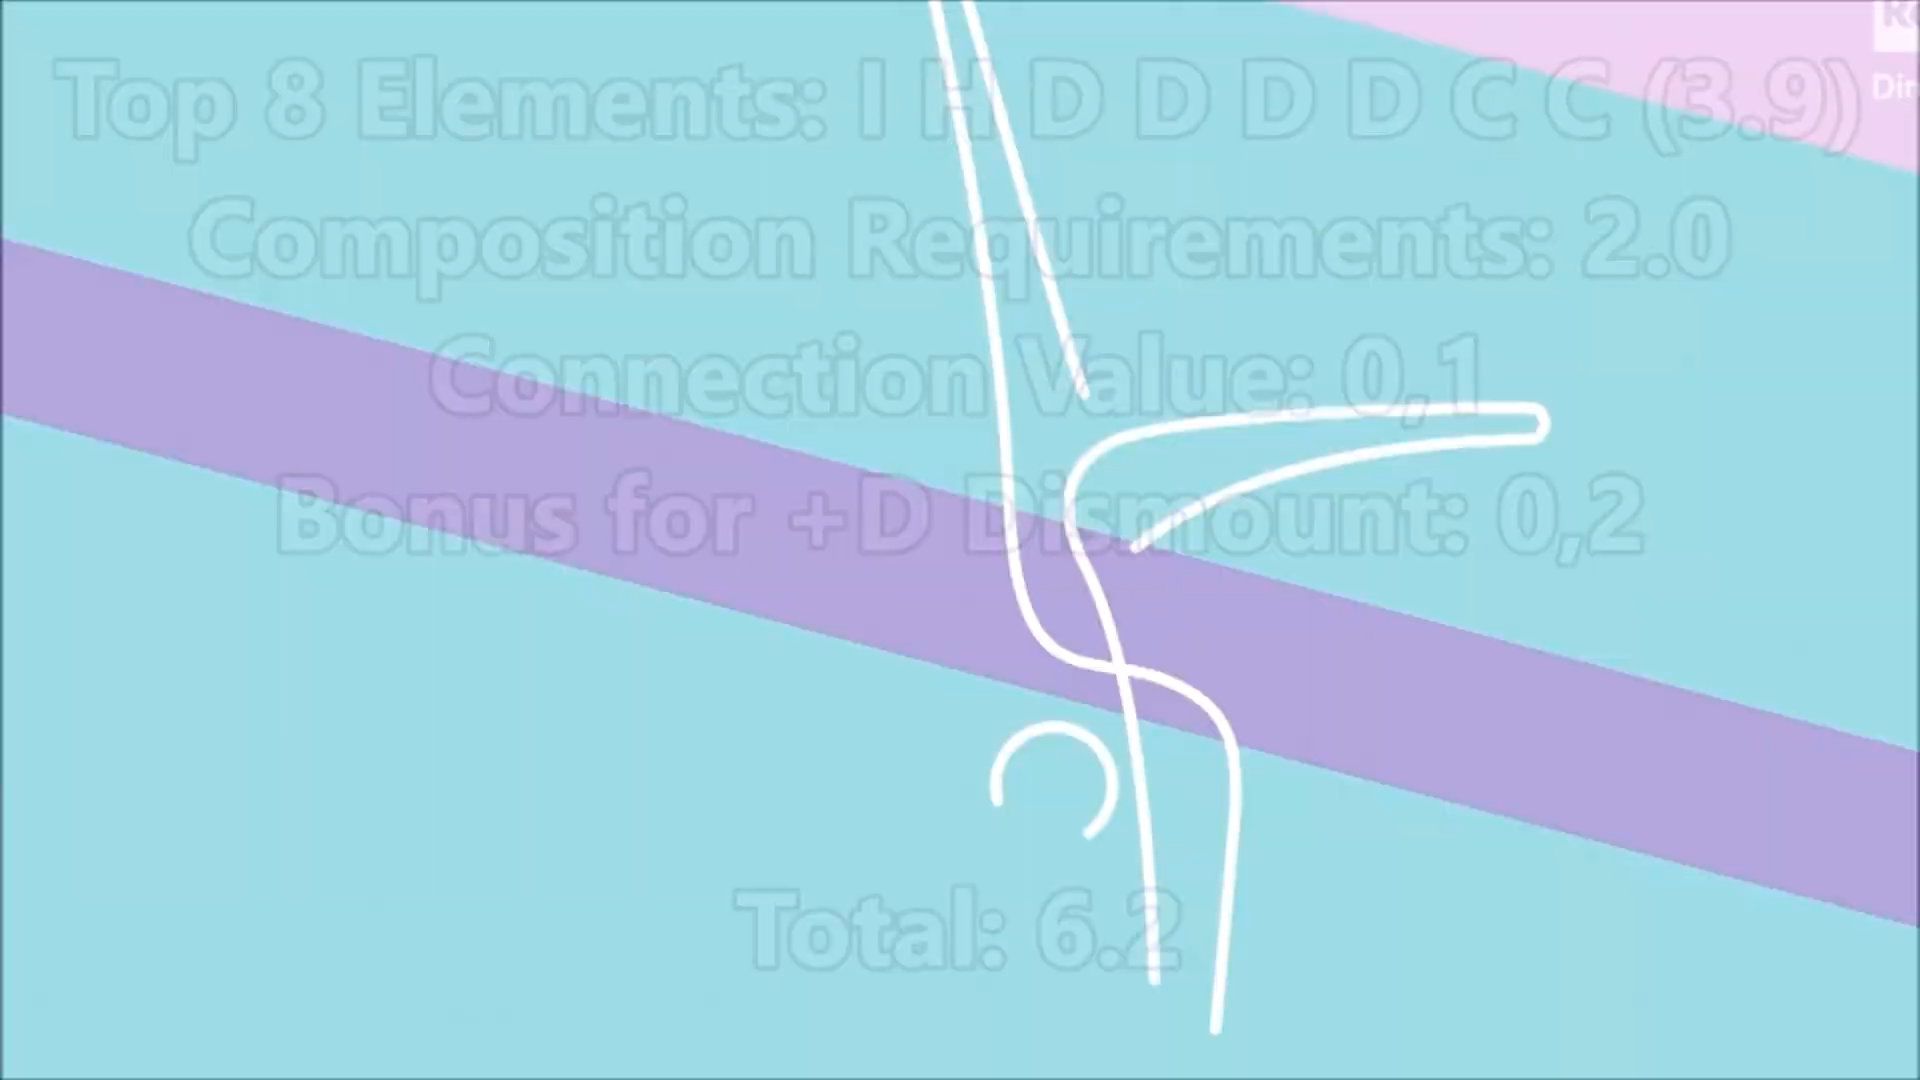 Top 8 Elements: I H D D D D C C (3.9)
Composition Requirements: 2.0
Connection Value: 0,1
Bonus for +D Dismount: 0,2
Total: 6.2